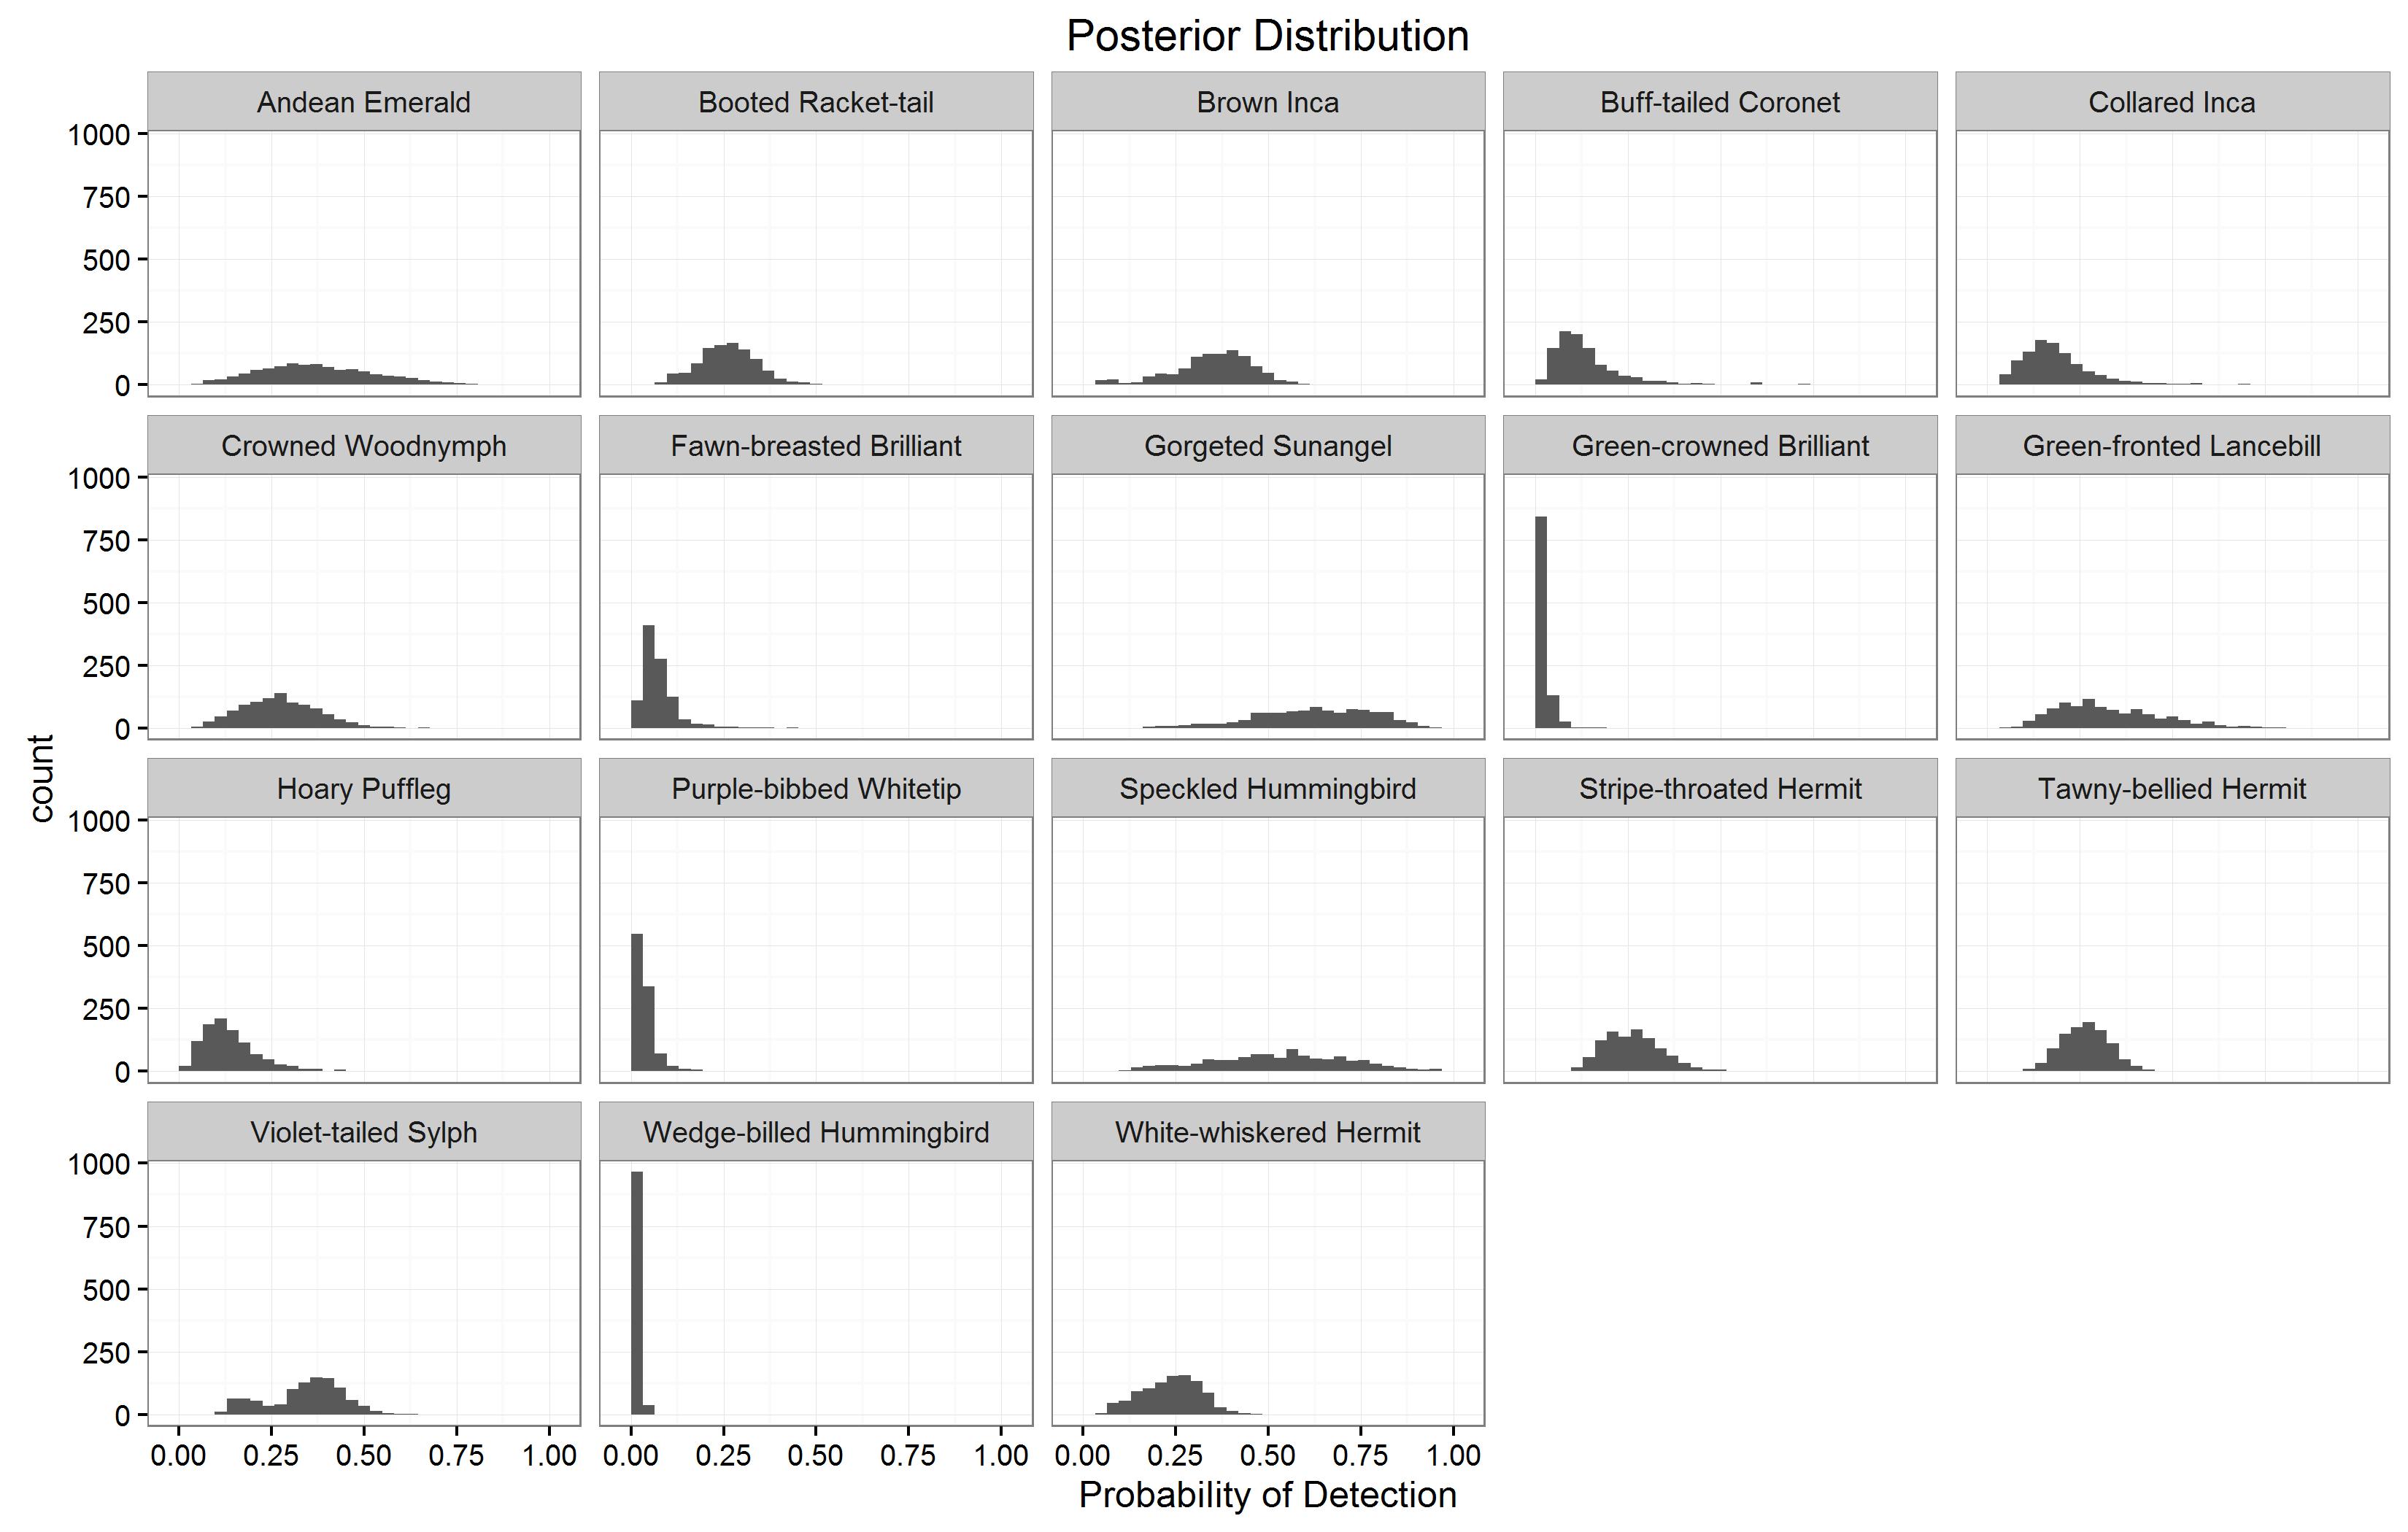 Posterior Distribution
Andean Emerald Booted Racket-tail Brown Inca Buff-tailed Coronet Collared Inca
1000
750
500
250
0
Crowned Woodnymph Fawn-breasted Brilliant Gorgeted Sunangel Green-crowned Brilliant Green-fronted Lancebill
1000
750
500
250
0
count
Hoary Puffleg Purple-bibbed Whitetip Speckled Hummingbird Stripe-throated Hermit Tawny-bellied Hermit
1000
750
500
250
0
Violet-tailed Sylph Wedge-billed Hummingbird White-whiskered Hermit
1000
750
500
250
0
0.00 0.25 0.50 0.75 1.00 0.00 0.25 0.50 0.75 1.00 0.00 0.25 0.50 0.75 1.00
Probability of Detection